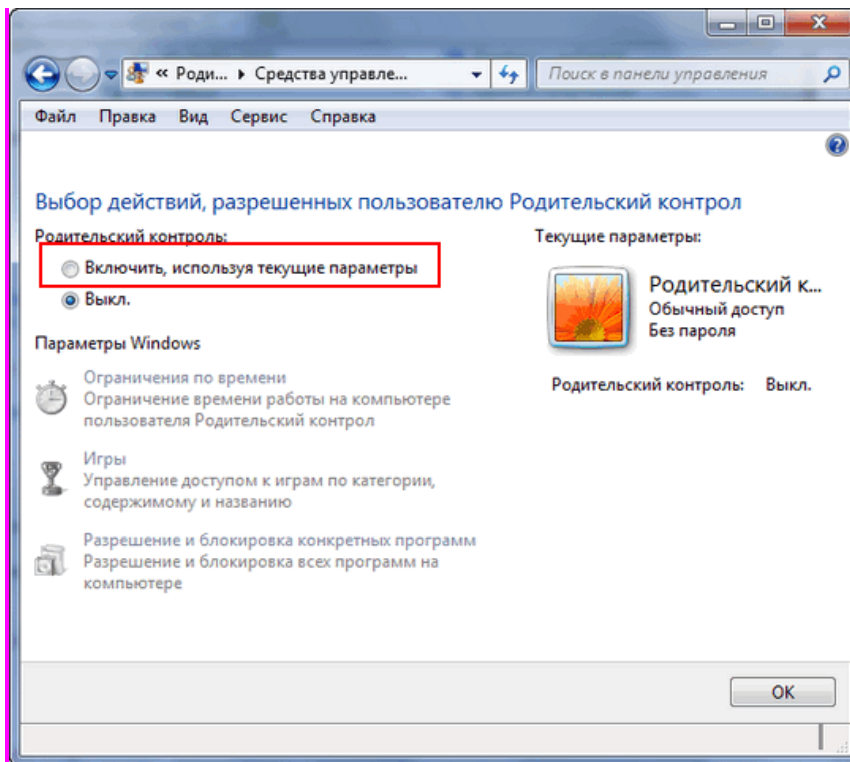 « Роди... Средства управле...
Поиск в панели управления
Файл Правка Вид Сервис Справка
Выбор действий, разрешенных пользователю Родительский контрол
Родительский контроль:
Включить, используя текущие параметры
Выкл.
Параметры Windows
Ограничения по времени
Ограничение времени работы на компьютере
пользователя Родительский контрол
Игры
Управление доступом к играм по категории,
содержимому и названию
Разрешение и блокировка конкретных программ
Разрешение и блокировка всех программ на
компьютере
Текущие параметры:
Родительский к...
Обычный доступ
Без пароля
Родительский контроль: Выкл.
OK